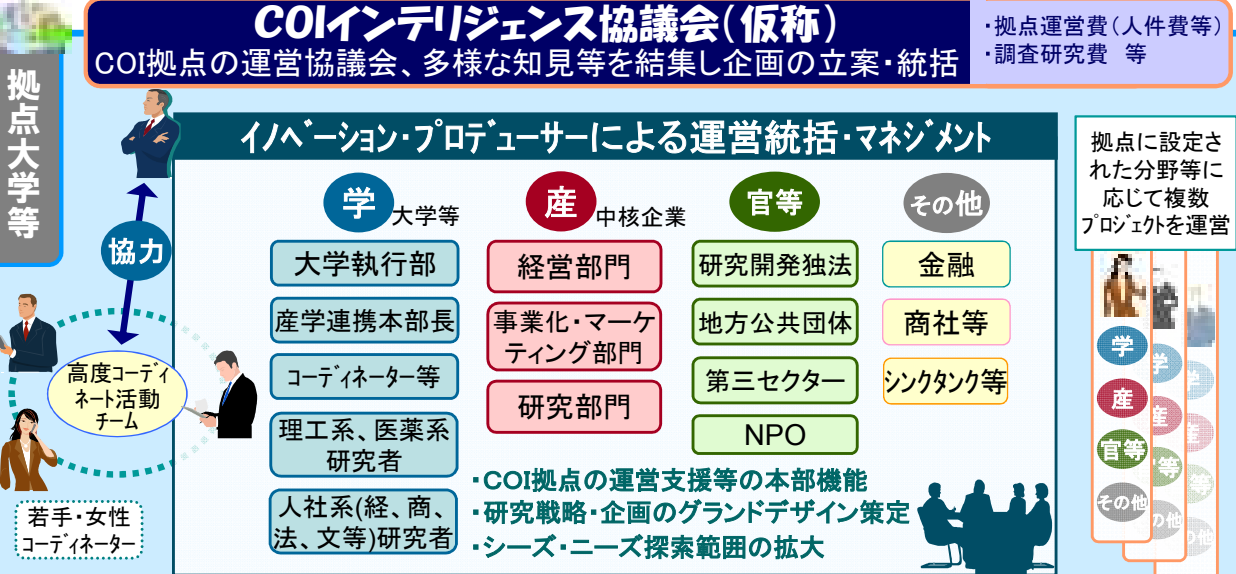 COIインテリジェンス協議会(仮称)
COI拠点の運営協議会、多様な知見等を結集し企画の立案・統括
・拠点運営費(人件費等)
・調査研究費 等
拠点大学等
イノベーション・プロデューサーによる運営統括・マネジメント
学 大学等
大学執行部
産学連携本部長
コーディネーター等
理工系、医薬系
研究者
人社系(経、商、
法、文等)研究者
産 中核企業
経営部門
事業化・マーケ
ティング部門
研究部門
官等
研究開発独法
地方公共団体
第三セクター
NPO
その他
金融
商社等
シンクタンク等
・COI拠点の運営支援等の本部機能
・研究戦略・企画のグランドデザイン策定
・シーズ・ニーズ探索範囲の拡大
協力
高度コーディ
ネート活動
チーム
若手・女性
コーディネーター
拠点に設定さ
れた分野等に
応じて複数
プロジェクトを運営
学
産
官等
その他
学
産
等
の他
学
産
等
の他